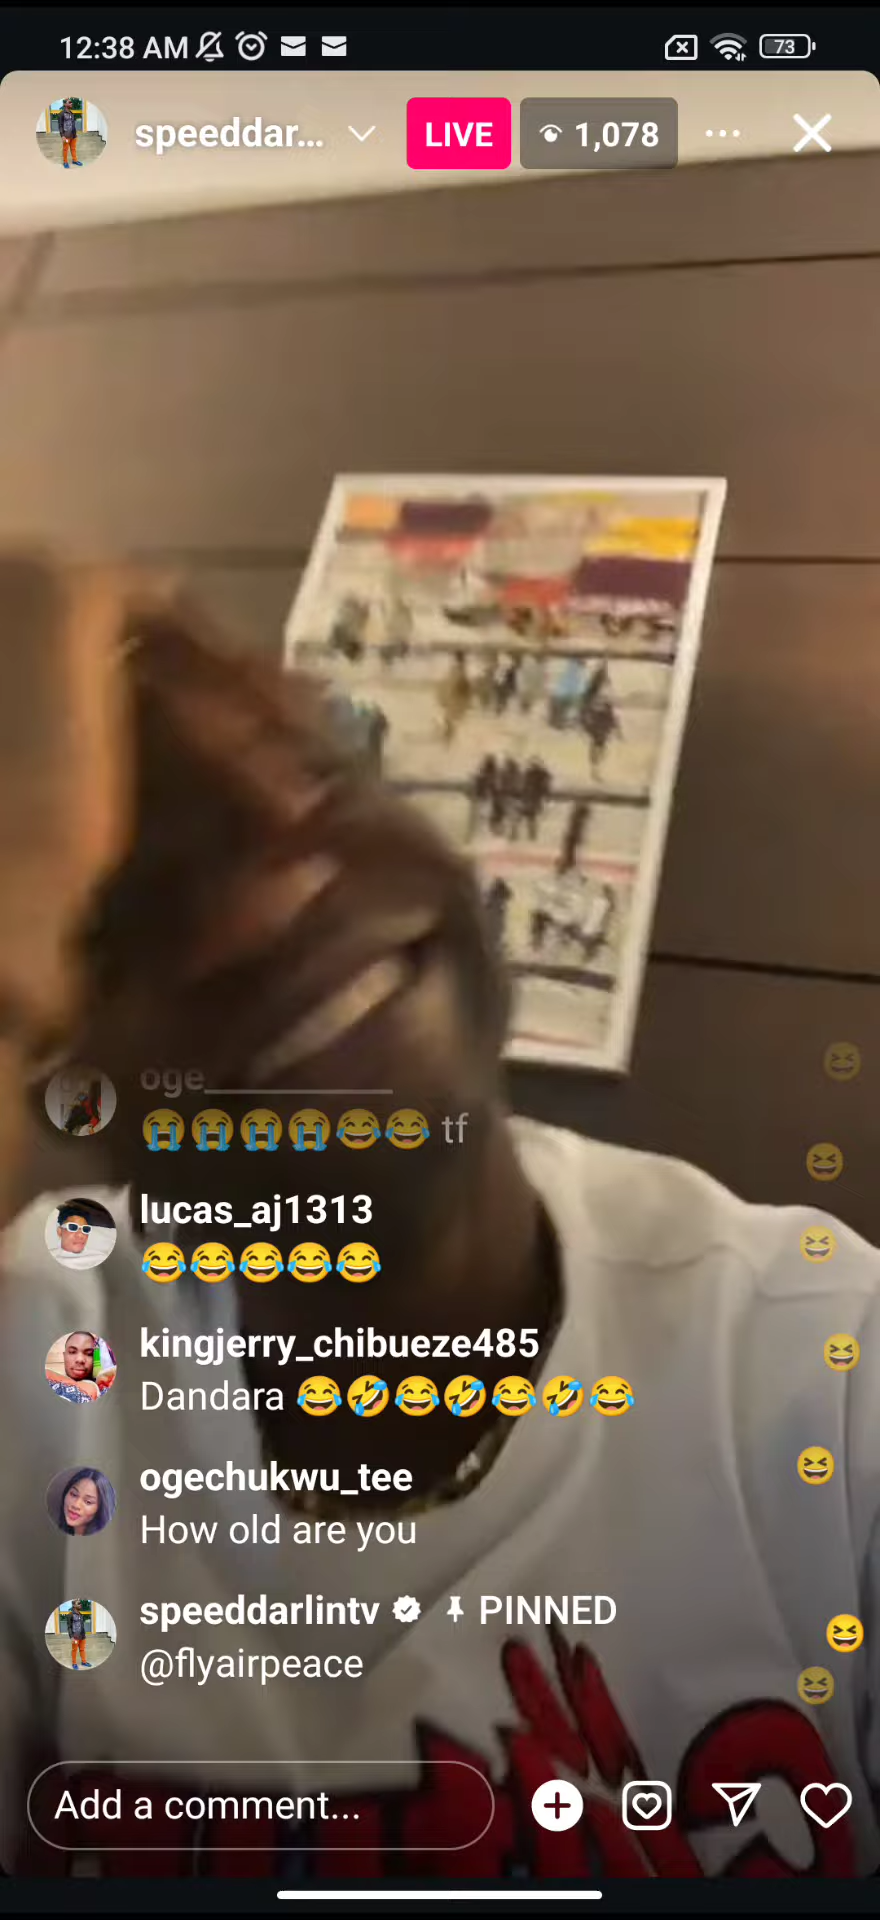 12:38 AM
73
speeddar...
LIVE
1,078
oge__________
😭😭😭😭😂😂 tf
lucas_aj1313
😂😂😂😂😂
kingjerry_chibueze485
Dandara 😂🤣😂🤣😂🤣😂
ogechukwu_tee
How old are you
speeddarlintv PINNED
@flyairpeace
Add a comment...